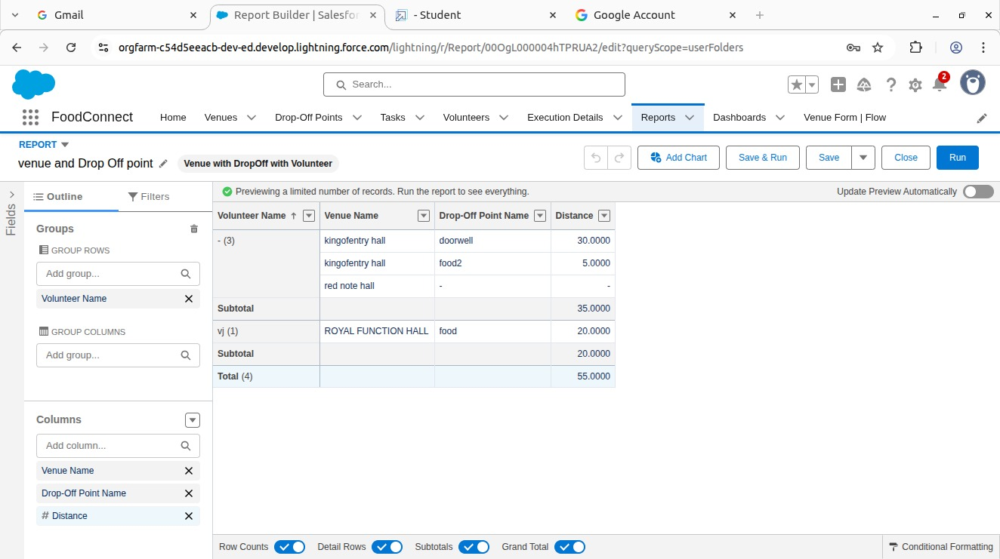 Gmail
Report Builder | Salesfor
- Student
Google Account
orgfarm-c54d5eeacb-dev-ed.develop.lightning.force.com/lightning/r/Report/00OgL000004hTPRUA2/edit?queryScope=userFolders
Search...
2
FoodConnect
Home
Venues
Drop-Off Points
Tasks
Volunteers
Execution Details
Reports
Dashboards
Venue Form | Flow
REPORT
venue and Drop Off point
Venue with DropOff with Volunteer
Add Chart
Save & Run
Save
Close
Run
Fields
Outline
Filters
Previewing a limited number of records. Run the report to see everything.
Update Preview Automatically
Groups
GROUP ROWS
Add group...
Volunteer Name
GROUP COLUMNS
Add group...
Columns
Add column...
Venue Name
Drop-Off Point Name
# Distance
Volunteer Name ↑ Venue Name Drop-Off Point Name Distance
- (3) kingofentry hall doorwell 30.0000
kingofentry hall food2 5.0000
red note hall - -
Subtotal 35.0000
vj (1) ROYAL FUNCTION HALL food 20.0000
Subtotal 20.0000
Total (4) 55.0000
Row Counts
Detail Rows
Subtotals
Grand Total
Conditional Formatting